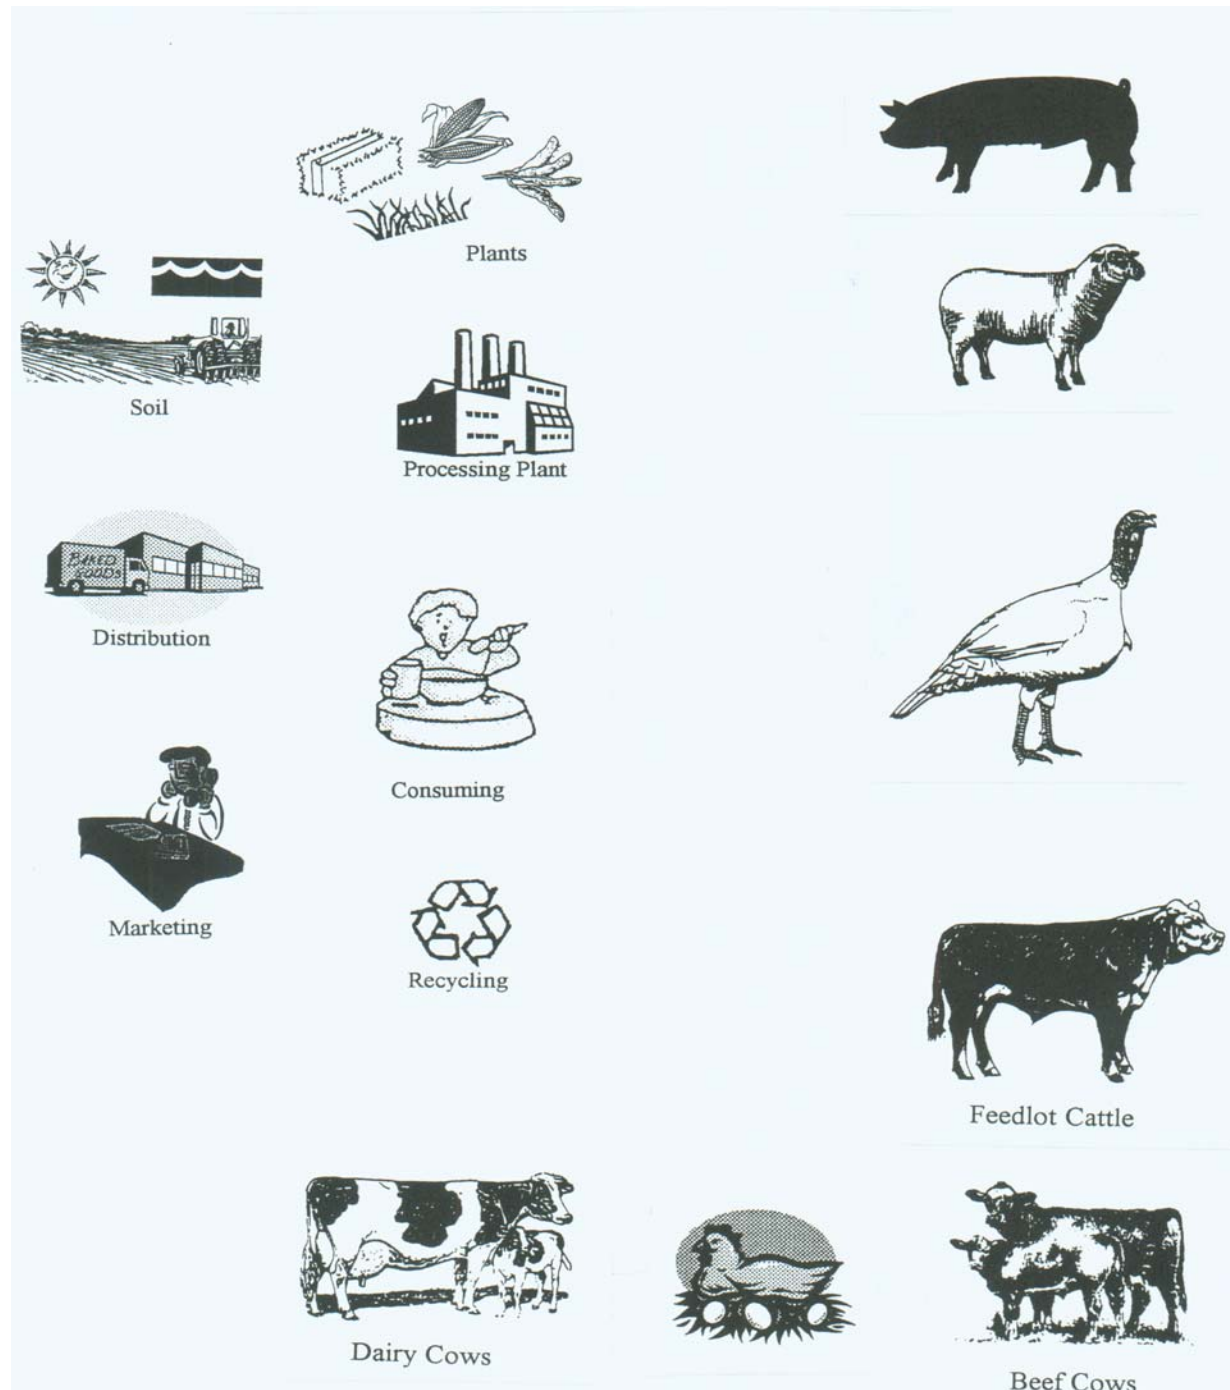 Plants
Soil
Processing Plant
BAKED
GOODS
Distribution
Consuming
Marketing
Recycling
Feedlot Cattle
Dairy Cows
Beef Cows